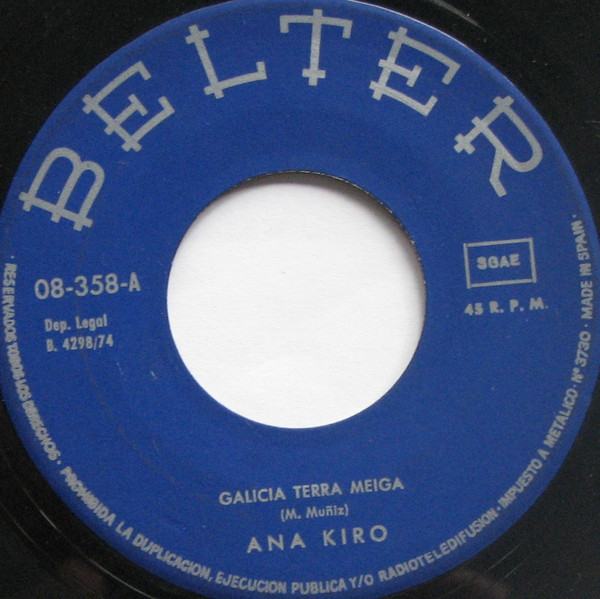 BELTER
08-358-A
Dep. Legal
B. 4298/74
SGAE
45 R. P. M.
GALICIA TERRA MEIGA
(M. Muñiz)
ANA KIRO
· RESERVADOS TODOS LOS DERECHOS · PROHIBIDA LA DUPLICACION, EJECUCION PUBLICA Y/O RADIOTELEDIFUSION · IMPUESTO A METÁLICO · Nº 3730 · MADE IN SPAIN ·